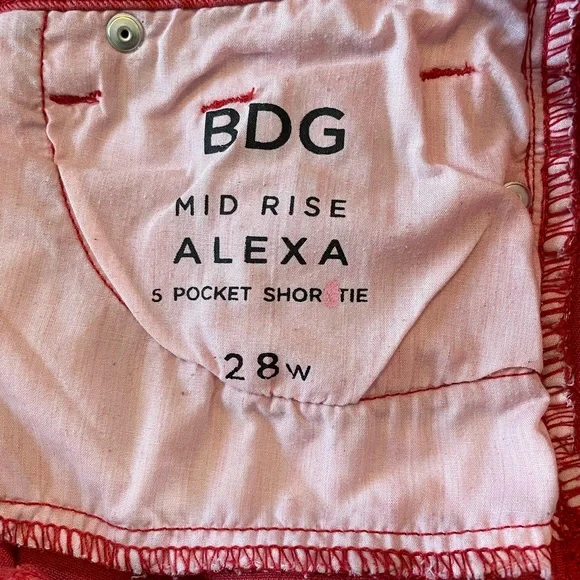 BDG
MID RISE
ALEXA
5 POCKET SHORTIE
28W